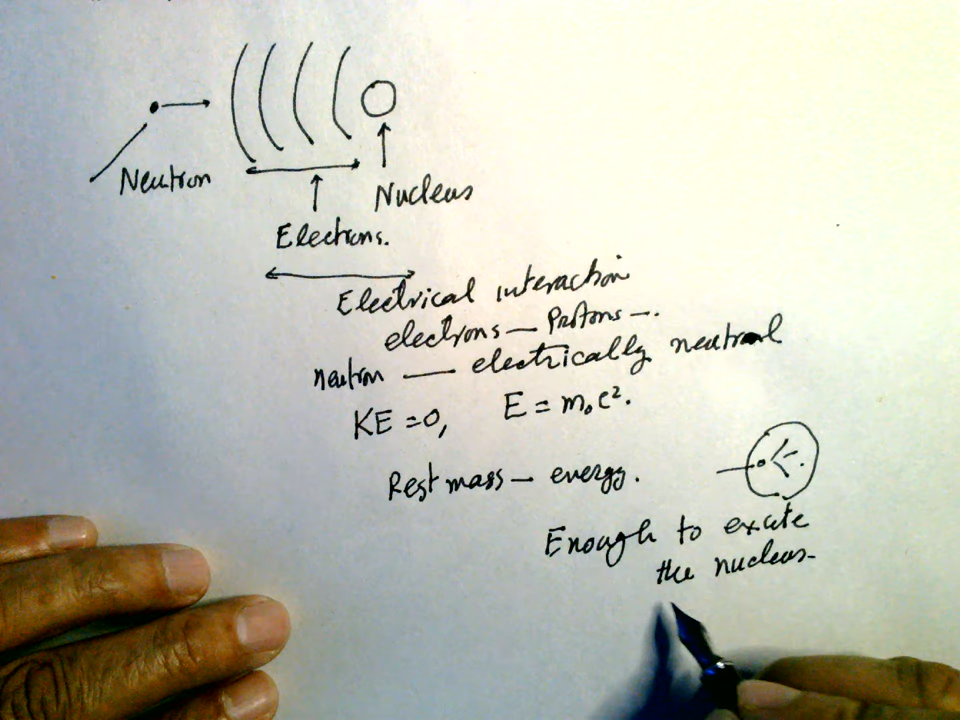 Neutron
Nucleus
Electrons.
Electrical interaction
electrons — Protons —.
neutron — electrically neutral
KE = 0, E = m₀c².
Rest mass — energy.
Enough to excite
the nucleus-